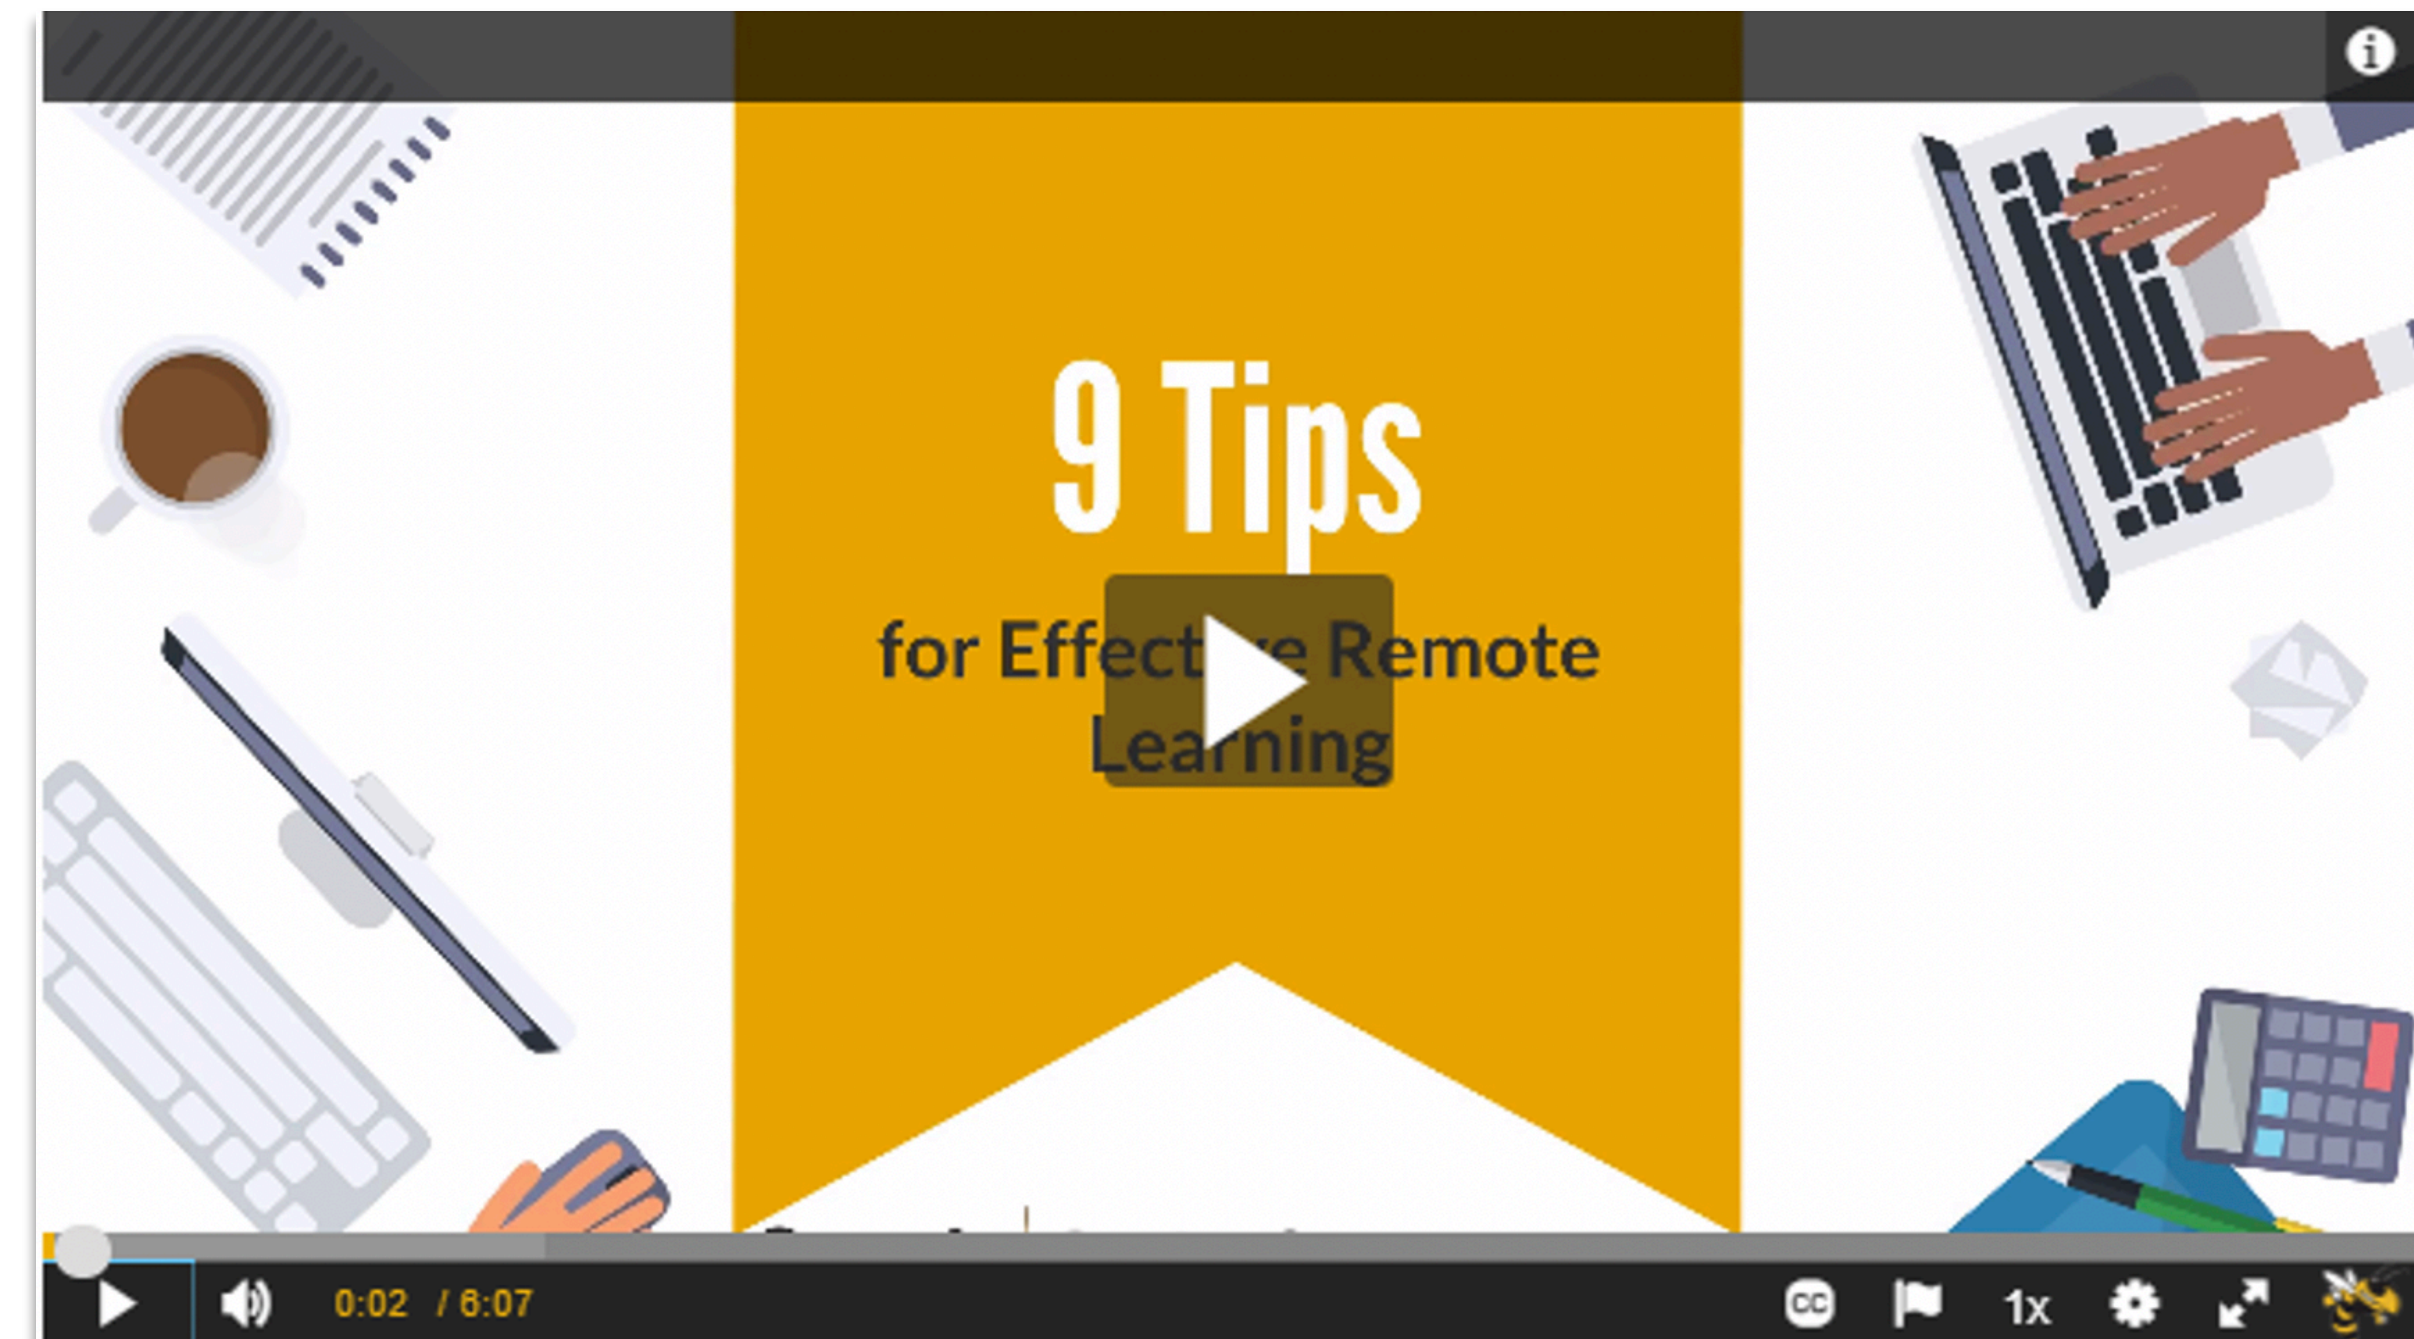 9 Tips
for Effective Remote
Learning
0:02 / 6:07
CC
1x